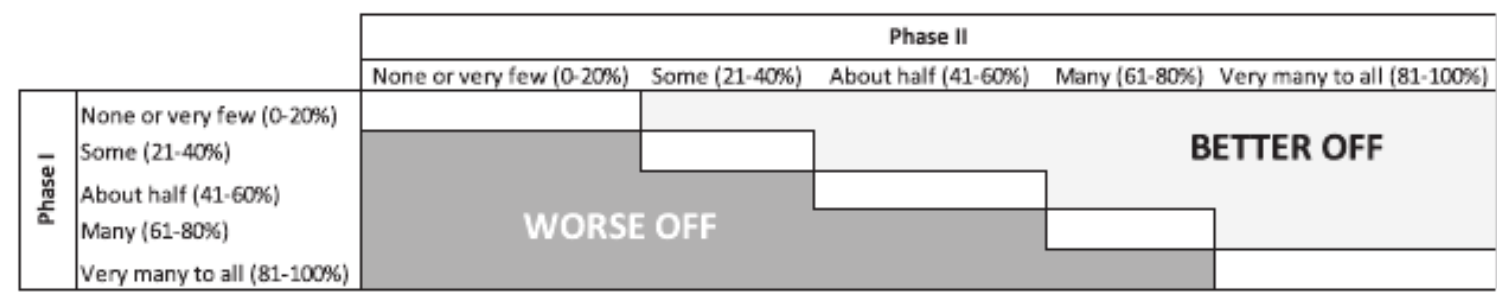 Phase II
None or very few (0-20%) Some (21-40%) About half (41-60%) Many (61-80%) Very many to all (81-100%)
Phase I
None or very few (0-20%)
Some (21-40%)
About half (41-60%)
Many (61-80%)
Very many to all (81-100%)
BETTER OFF
WORSE OFF